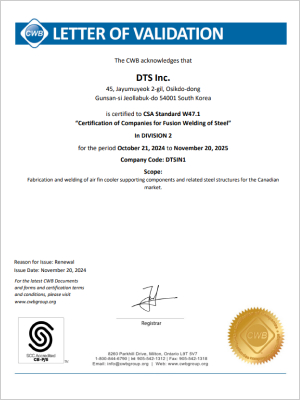 CWB
LETTER OF VALIDATION
The CWB acknowledges that
DTS Inc.
45, Jayumuyeok 2-gil, Osikdo-dong
Gunsan-si Jeollabuk-do 54001 South Korea
is certified to CSA Standard W47.1
"Certification of Companies for Fusion Welding of Steel"
In DIVISION 2
for the period October 21, 2024 to November 20, 2025
Company Code: DTSIN1
Scope:
Fabrication and welding of air fin cooler supporting components and related steel structures for the Canadian
market.
Reason for Issue: Renewal
Issue Date: November 20, 2024
For the latest CWB Documents
and forms and certification terms
and conditions, please visit
www.cwbgroup.org
Registrar
SCC Accredited
CB-P/S
CWB
8260 Parkhill Drive, Milton, Ontario L9T 5V7
1-800-844-6790 | tel 905-542-1312 | Fax: 905-542-1318
Email: info@cwbgroup.org | Web: www.cwbgroup.org